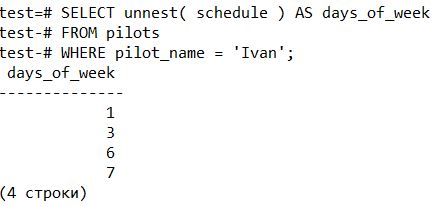 test=# SELECT unnest( schedule ) AS days_of_week
test-# FROM pilots
test-# WHERE pilot_name = 'Ivan';
 days_of_week
--------------
            1
            3
            6
            7
(4 строки)